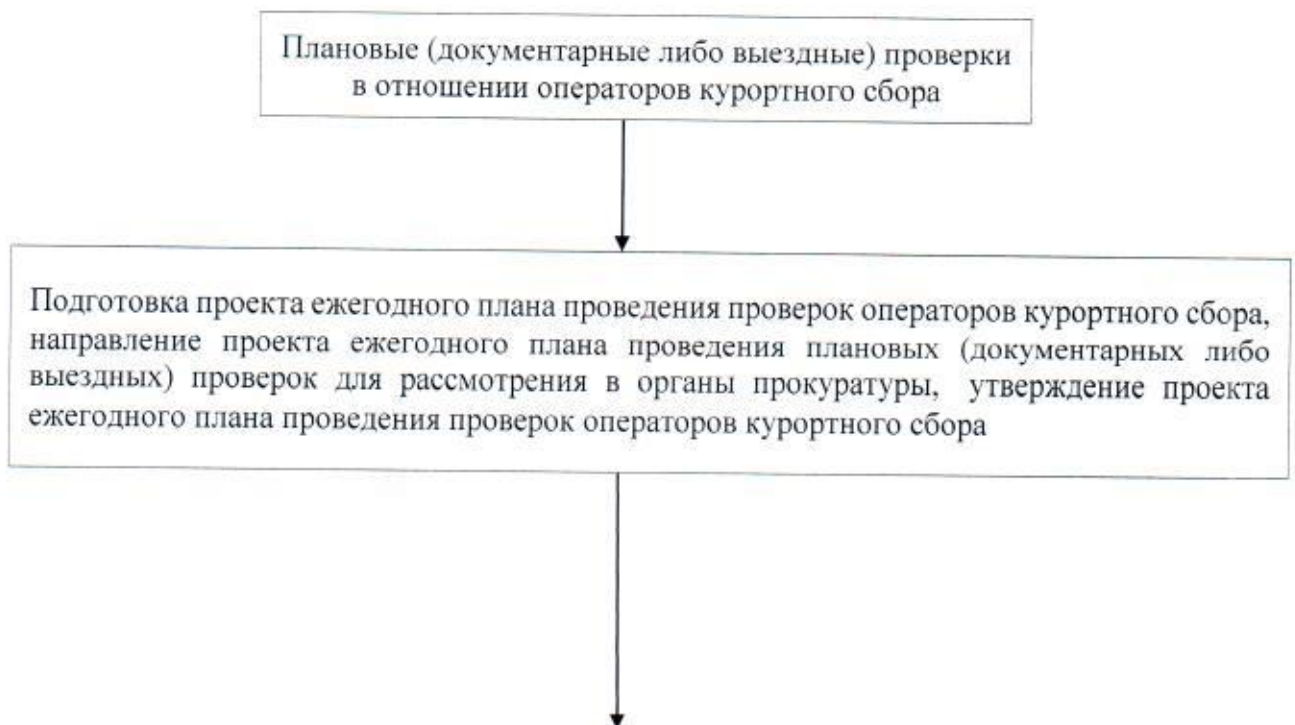 Плановые (документарные либо выездные) проверки
в отношении операторов курортного сбора
Подготовка проекта ежегодного плана проведения проверок операторов курортного сбора,
направление проекта ежегодного плана проведения плановых (документарных либо
выездных) проверок для рассмотрения в органы прокуратуры, утверждение проекта
ежегодного плана проведения проверок операторов курортного сбора